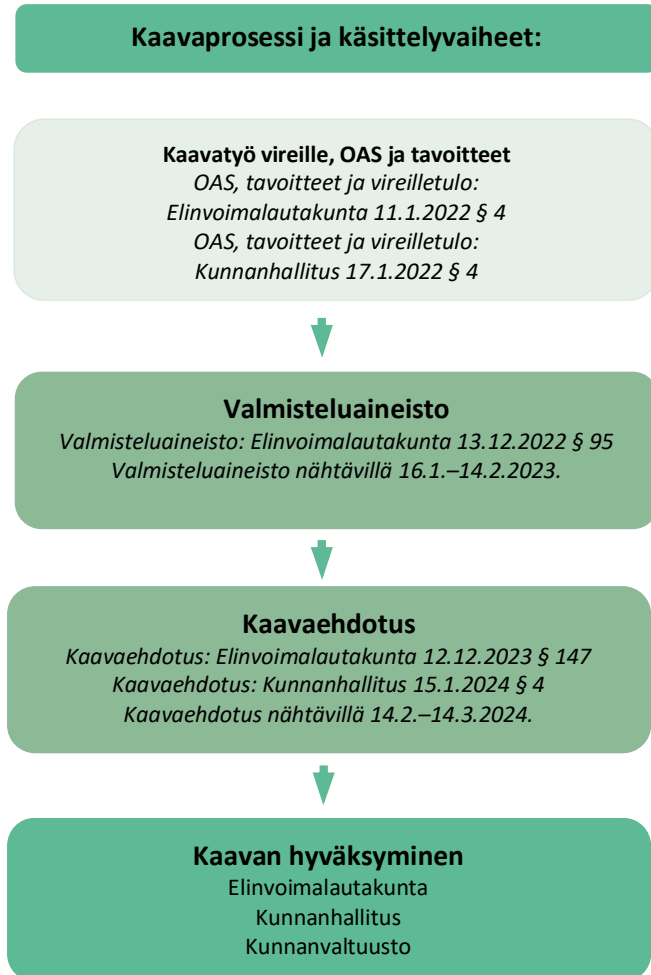 Kaavaprosessi ja käsittelyvaiheet:
Kaavatyö vireille, OAS ja tavoitteet
OAS, tavoitteet ja vireilletulo:
Elinvoimalautakunta 11.1.2022 § 4
OAS, tavoitteet ja vireilletulo:
Kunnanhallitus 17.1.2022 § 4
Valmisteluaineisto
Valmisteluaineisto: Elinvoimalautakunta 13.12.2022 § 95
Valmisteluaineisto nähtävillä 16.1.–14.2.2023.
Kaavaehdotus
Kaavaehdotus: Elinvoimalautakunta 12.12.2023 § 147
Kaavaehdotus: Kunnanhallitus 15.1.2024 § 4
Kaavaehdotus nähtävillä 14.2.–14.3.2024.
Kaavan hyväksyminen
Elinvoimalautakunta
Kunnanhallitus
Kunnanvaltuusto